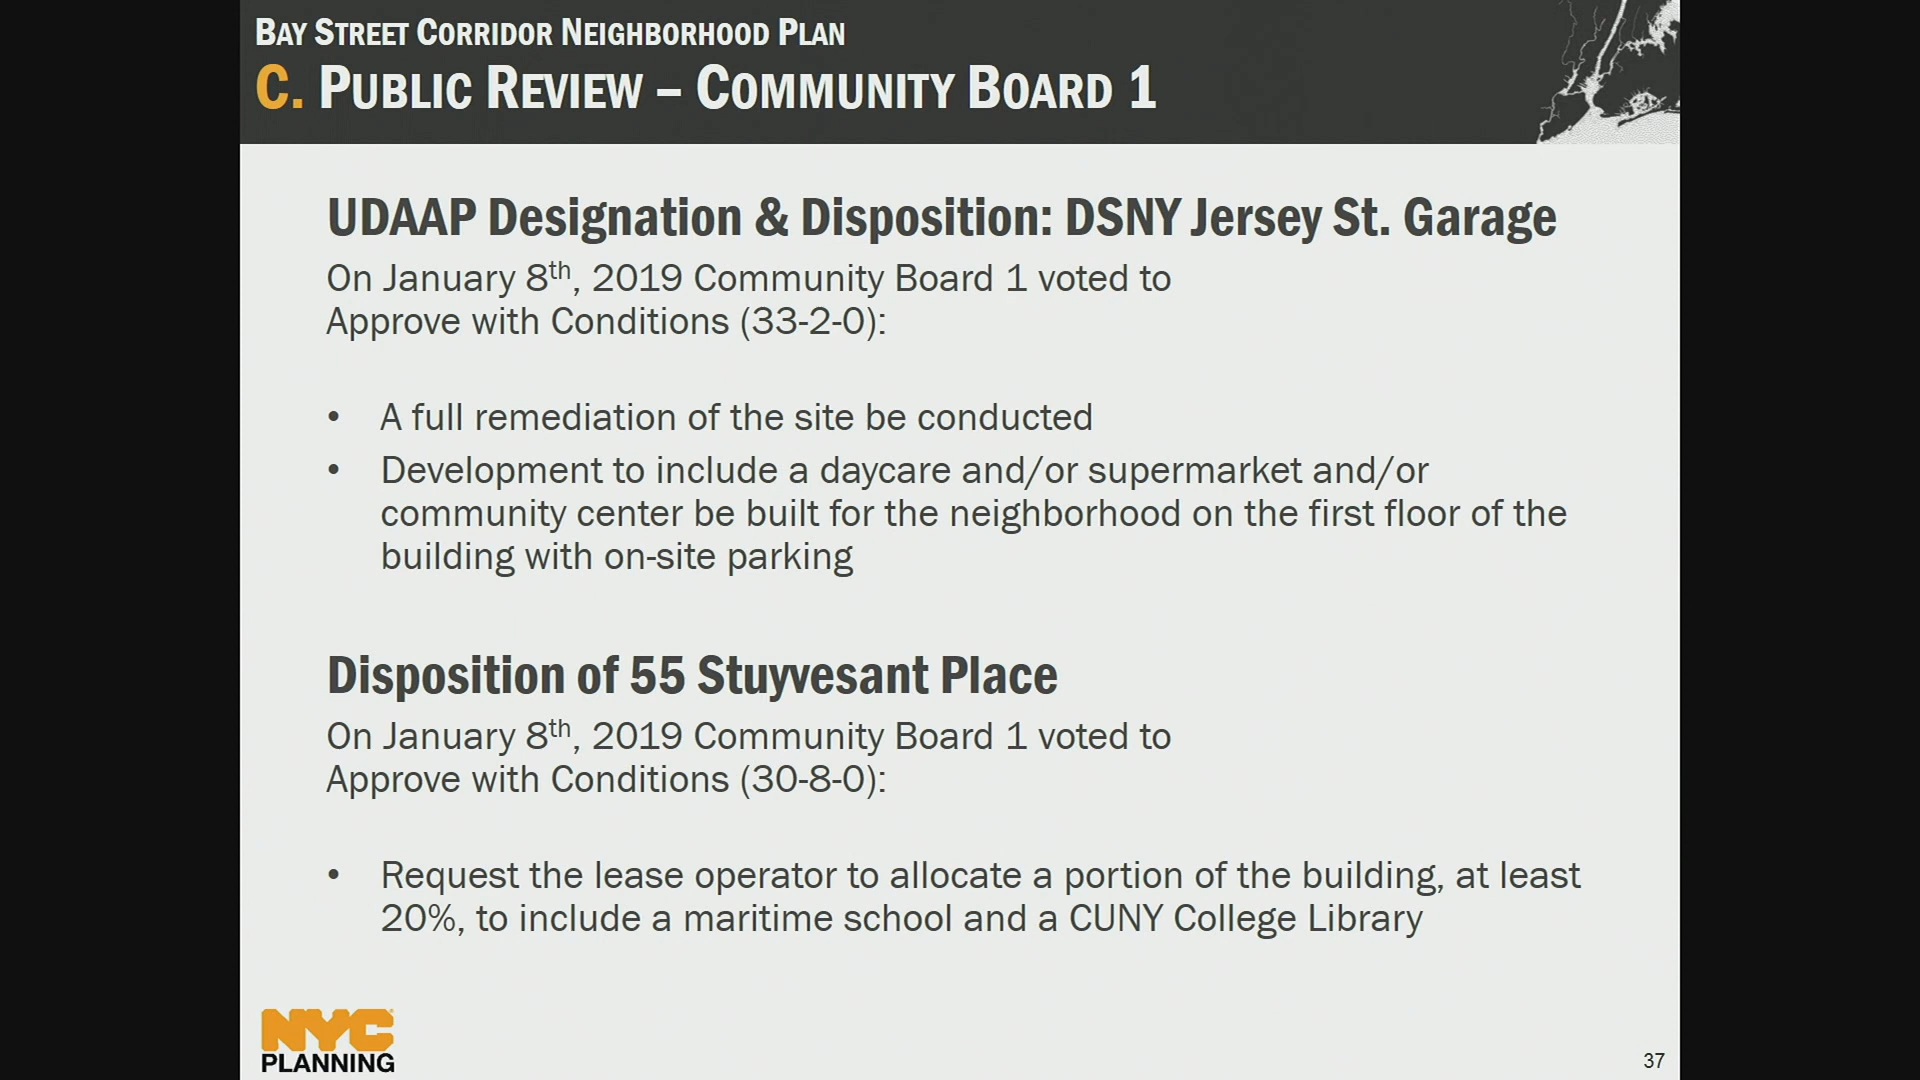 BAY STREET CORRIDOR NEIGHBORHOOD PLAN
C. PUBLIC REVIEW – COMMUNITY BOARD 1
UDAAP Designation & Disposition: DSNY Jersey St. Garage
On January 8th, 2019 Community Board 1 voted to
Approve with Conditions (33-2-0):
• A full remediation of the site be conducted
• Development to include a daycare and/or supermarket and/or
community center be built for the neighborhood on the first floor of the
building with on-site parking
Disposition of 55 Stuyvesant Place
On January 8th, 2019 Community Board 1 voted to
Approve with Conditions (30-8-0):
• Request the lease operator to allocate a portion of the building, at least
20%, to include a maritime school and a CUNY College Library
NYC
PLANNING
37